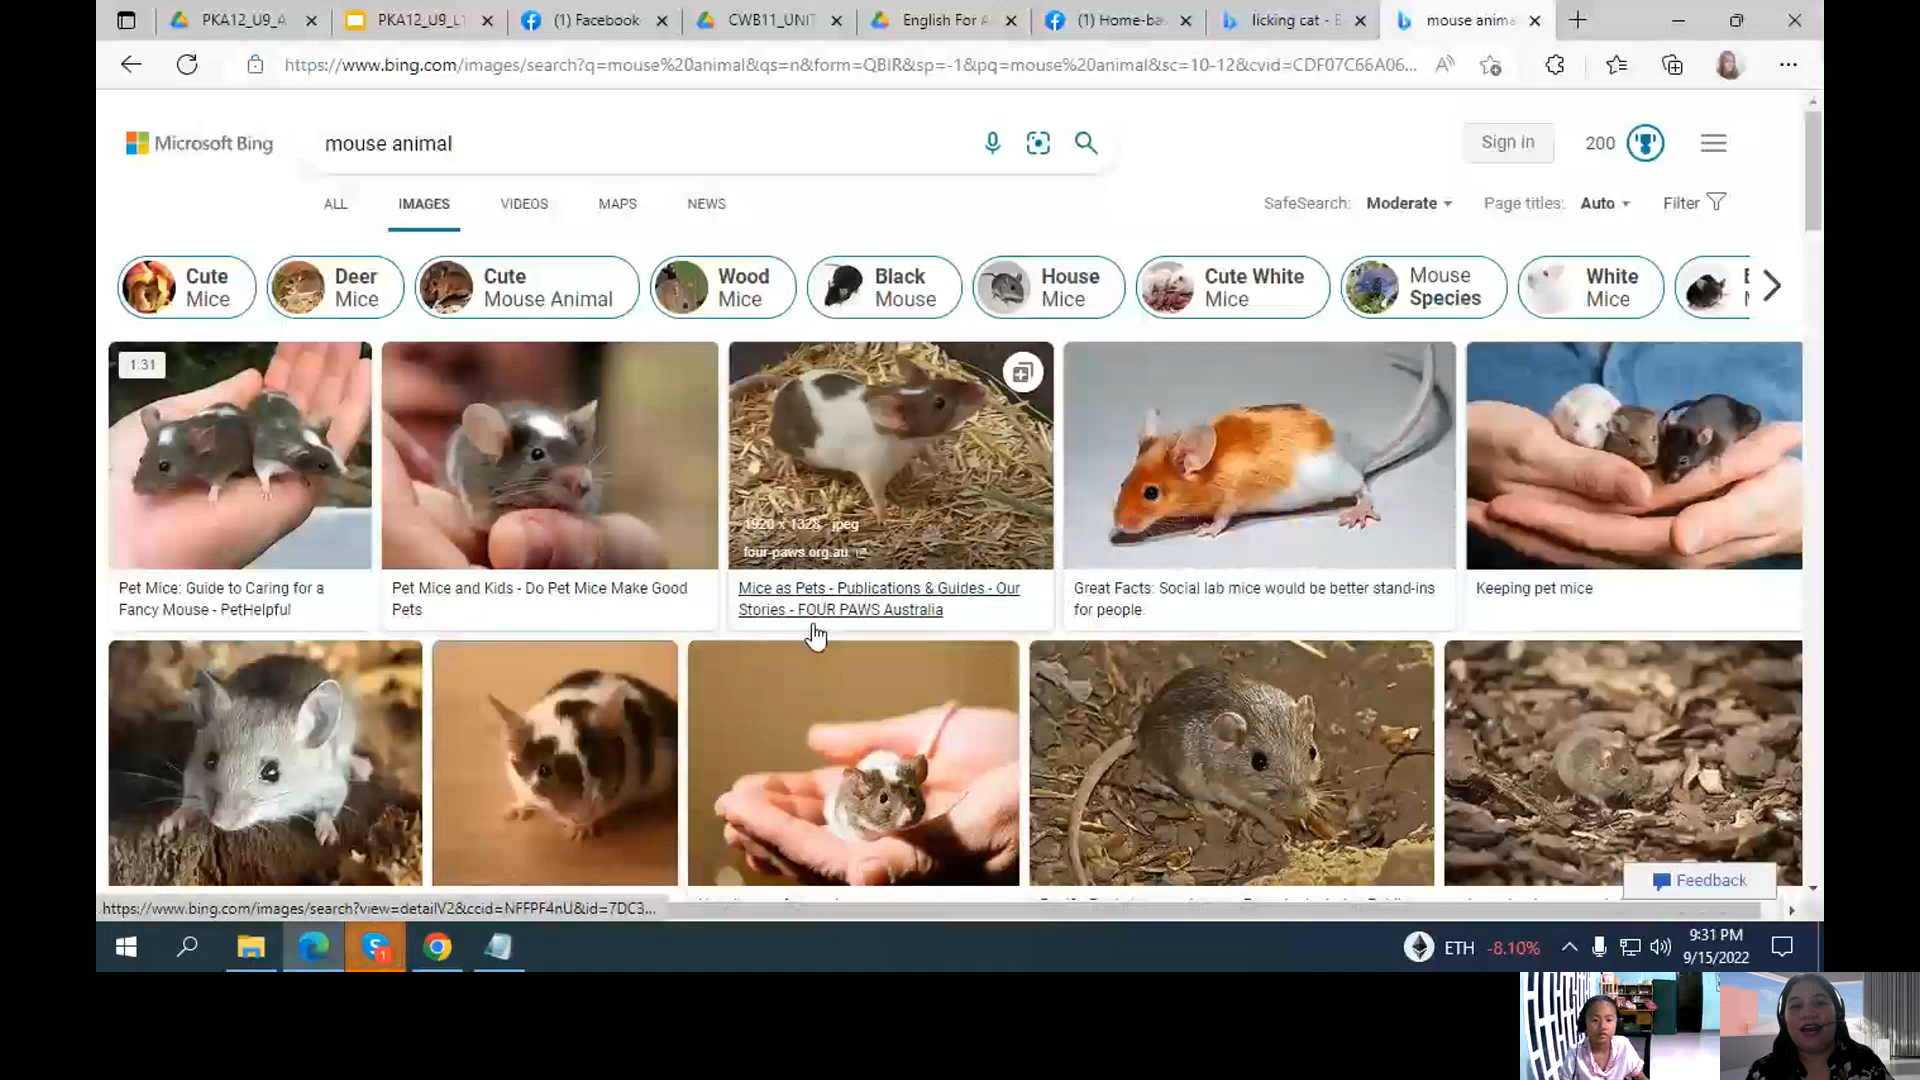 PKA12_U9_A
PKA12_U9_L1
(1) Facebook
CWB11_UNIT
English For A
(1) Home-ba
licking cat - B
mouse anima
https://www.bing.com/images/search?q=mouse%20animal&qs=n&form=QBIR&sp=-1&pq=mouse%20animal&sc=10-12&cvid=CDF07C66A06...
Microsoft Bing
mouse animal
Sign in
200
ALL
IMAGES
VIDEOS
MAPS
NEWS
SafeSearch: Moderate
Page titles: Auto
Filter
Cute
Mice
Deer
Mice
Cute
Mouse Animal
Wood
Mice
Black
Mouse
House
Mice
Cute White
Mice
Mouse
Species
White
Mice
1:31
1920 x 1328 jpeg
four-paws.org.au
Pet Mice: Guide to Caring for a
Fancy Mouse - PetHelpful
Pet Mice and Kids - Do Pet Mice Make Good
Pets
Mice as Pets - Publications & Guides - Our
Stories - FOUR PAWS Australia
Great Facts: Social lab mice would be better stand-ins
for people.
Keeping pet mice
Feedback
https://www.bing.com/images/search?view=detailV2&ccid=NFFPF4nU&id=7DC3...
1
ETH -8.10%
9:31 PM
9/15/2022